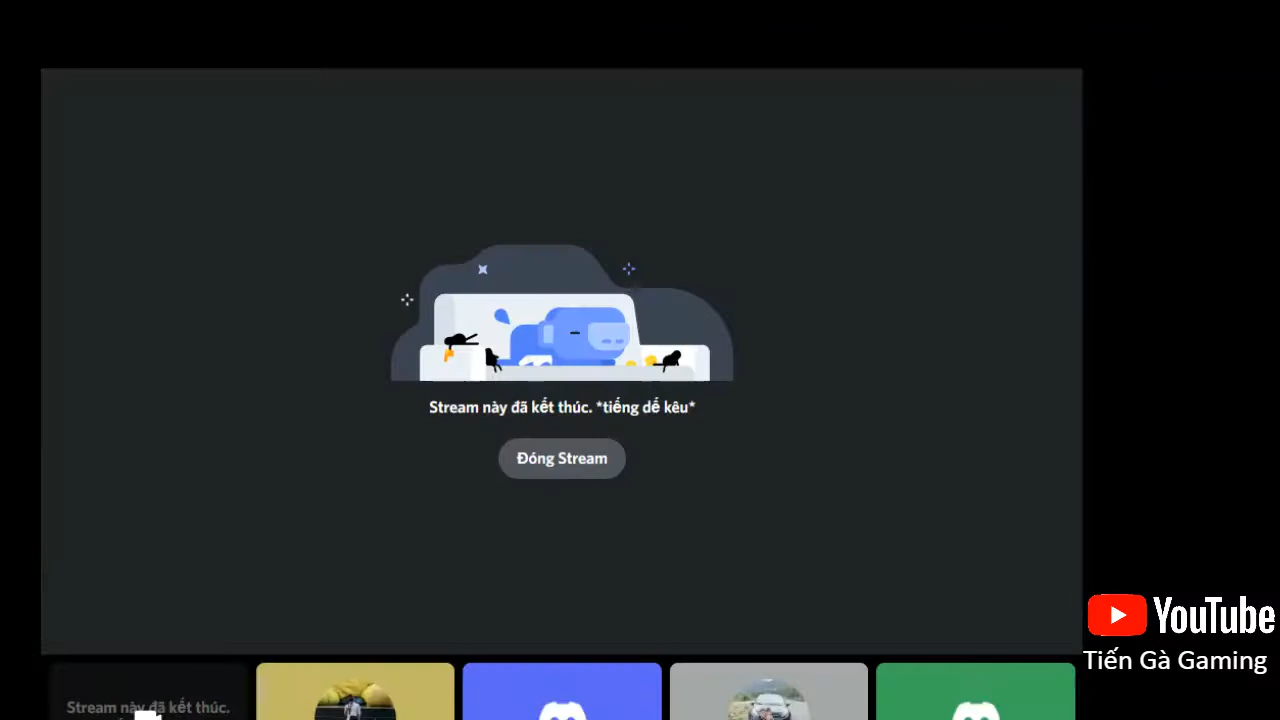 Stream này đã kết thúc. *tiếng dế kêu*
Đóng Stream
YouTube
Tiến Gà Gaming
Stream này đã kết thúc.